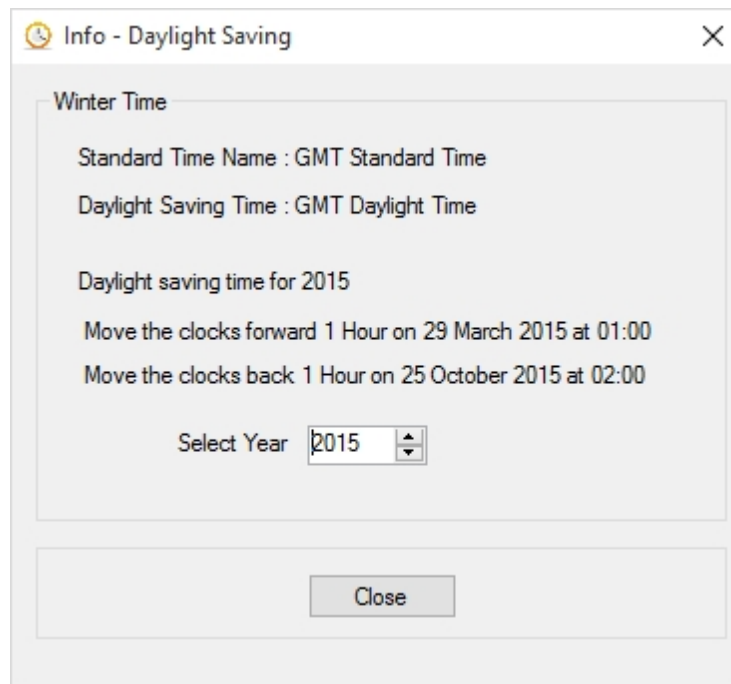 Info - Daylight Saving
Winter Time
Standard Time Name : GMT Standard Time
Daylight Saving Time : GMT Daylight Time
Daylight saving time for 2015
Move the clocks forward 1 Hour on 29 March 2015 at 01:00
Move the clocks back 1 Hour on 25 October 2015 at 02:00
Select Year 2015
Close